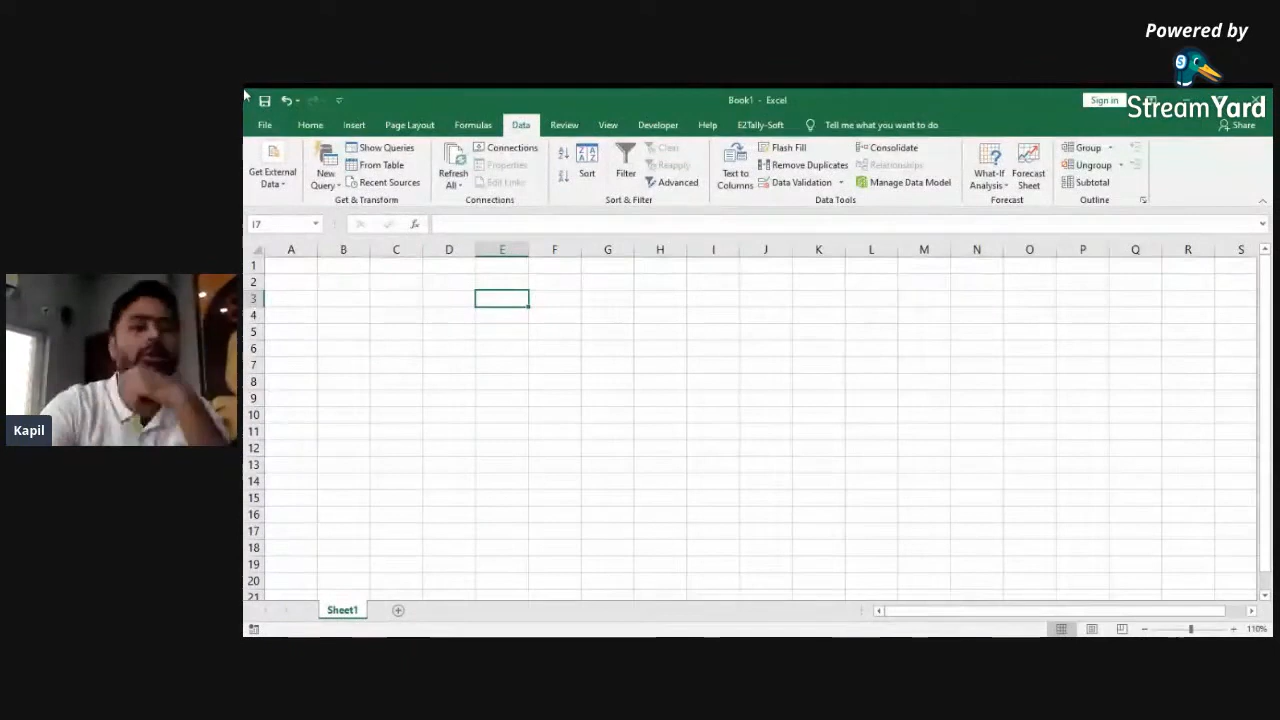 Powered by
StreamYard
Book1 - Excel
Sign in
File Home Insert Page Layout Formulas Data Review View Developer Help EZTally-Soft Tell me what you want to do Share
Get External Data
New Query
Show Queries
From Table
Recent Sources
Get & Transform
Refresh All
Connections
Properties
Edit Links
Connections
Sort
Filter
Clear
Reapply
Advanced
Sort & Filter
Text to Columns
Flash Fill
Remove Duplicates
Data Validation
Consolidate
Relationships
Manage Data Model
Data Tools
What-If Analysis
Forecast Sheet
Forecast
Group
Ungroup
Subtotal
Outline
I7
fx
A B C D E F G H I J K L M N O P Q R S
1
2
3
4
5
6
7
8
9
10
11
12
13
14
15
16
17
18
19
20
21
Kapil
Sheet1
110%